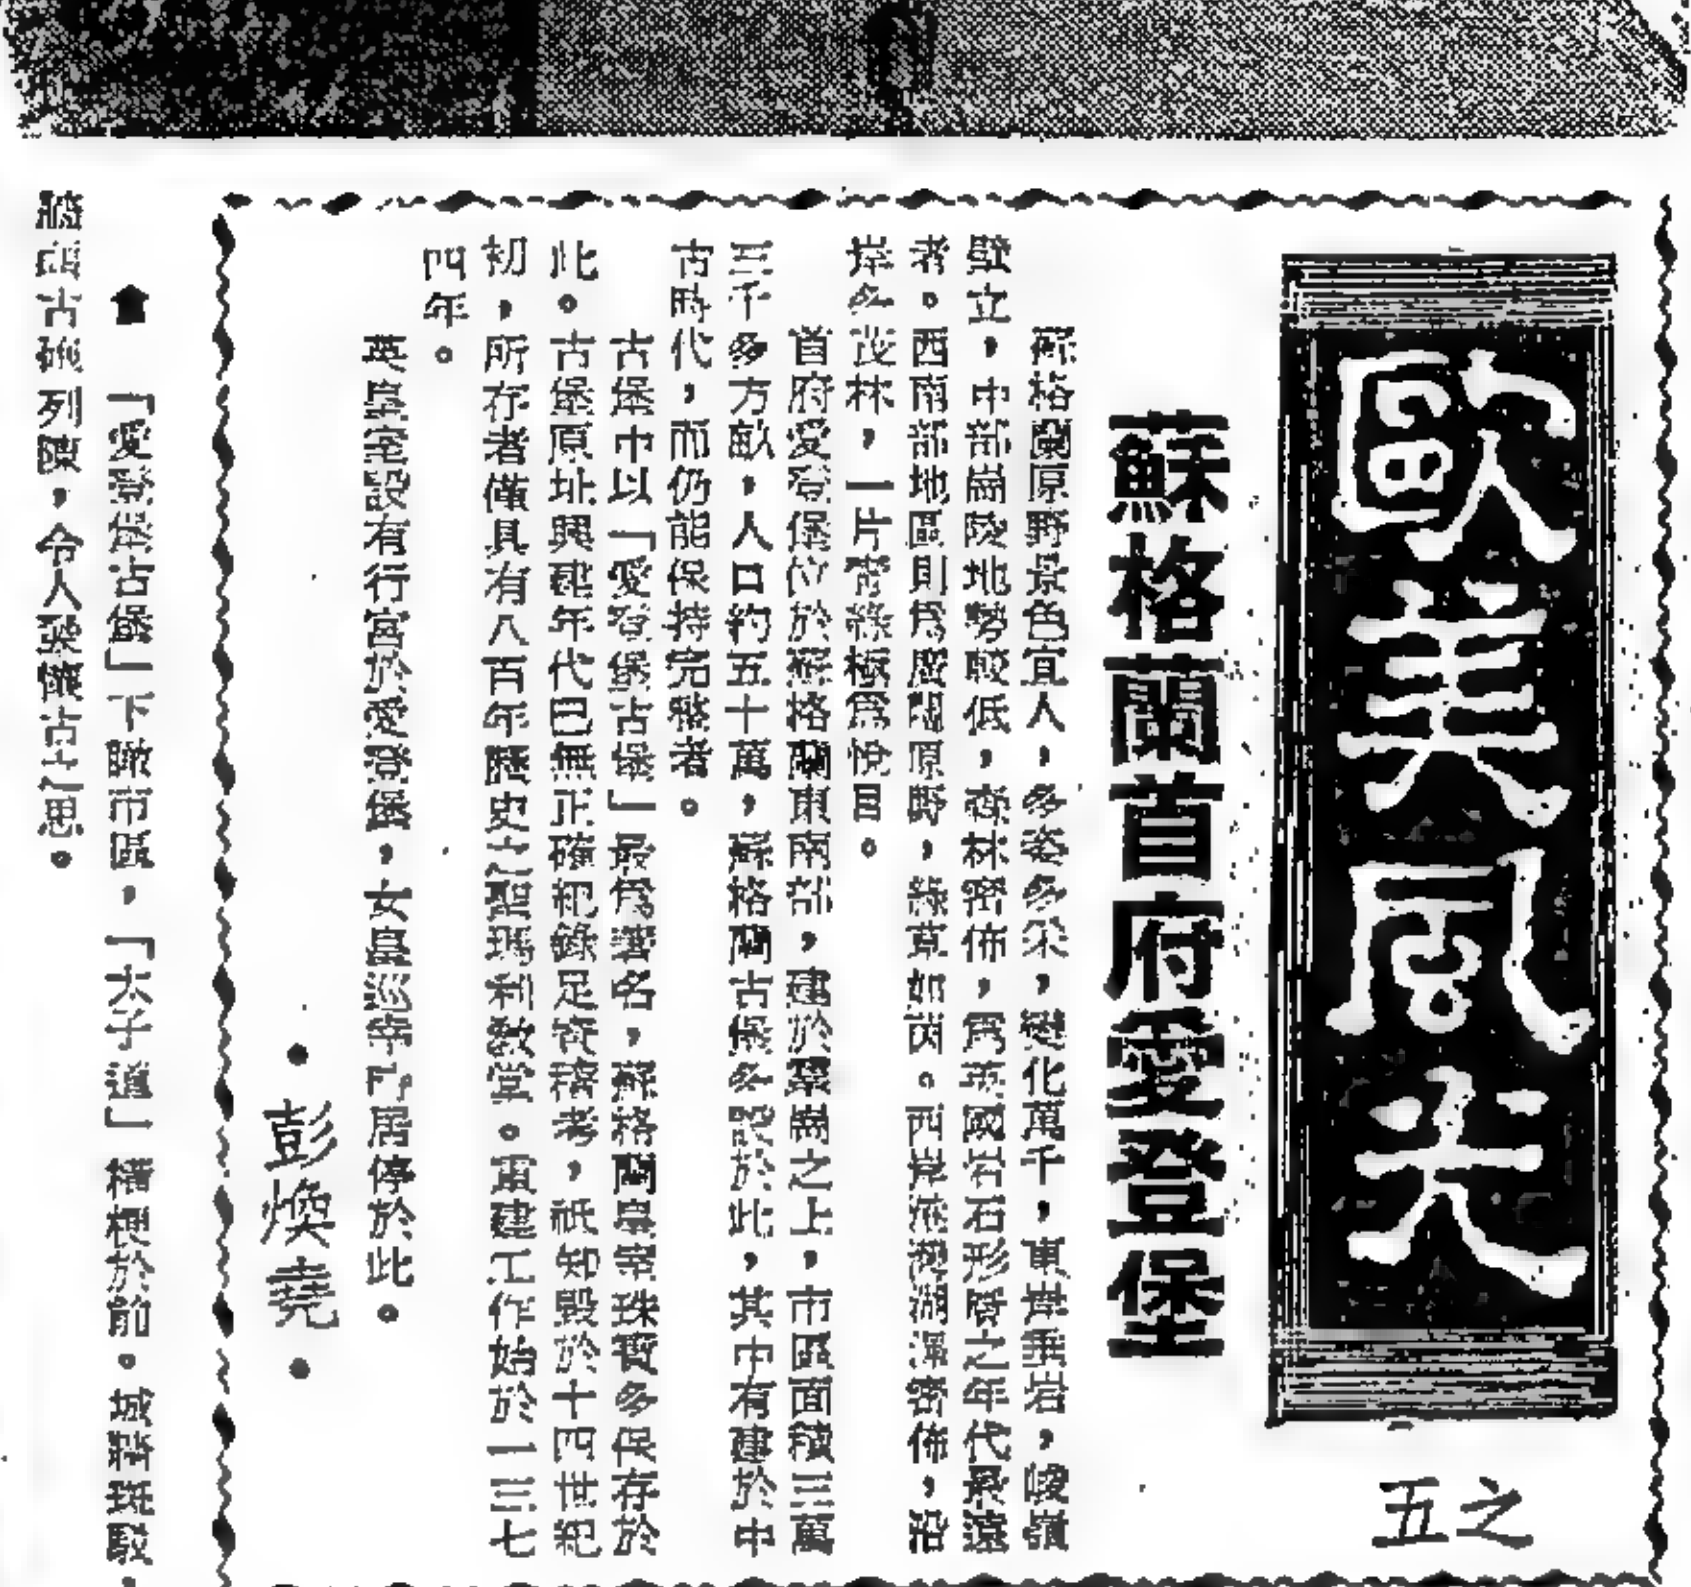 歐美風光
之五
蘇格蘭首府愛登堡
蘇格蘭原野景色宜人，多姿多采，變化萬千，東岸垂岩，峻嶺
壁立，中部崗陵地勢較低，森林密佈，為英國岩石形層之年代最遠
者。西南部地區則為廣闊原野，綠草如茵。西岸港灣湖澤密佈，沿
岸多茂林，一片青綠極為悅目。
首府愛登堡位於蘇格蘭東南部，建於羣崗之上，市區面積三萬
三千多方畝，人口約五十萬，蘇格蘭古堡多設於此，其中有建於中
古時代，而仍能保持完整者。
古堡中以「愛登堡古堡」最為著名，蘇格蘭皇室珠寶多保存於
此。古堡原址興建年代已無正確紀錄足資稽考，祇知毀於十四世紀
初，所存者僅具有八百年歷史之聖瑪利教堂。重建工作始於一三七
四年。
英皇室設有行宮於愛登堡，女皇巡幸時居停於此。
・彭煥堯・
「愛登堡古堡」下瞰市區，「太子道」橫梗於前。城牆斑駁，
牆頭古砲列陳，令人起懷古之思。